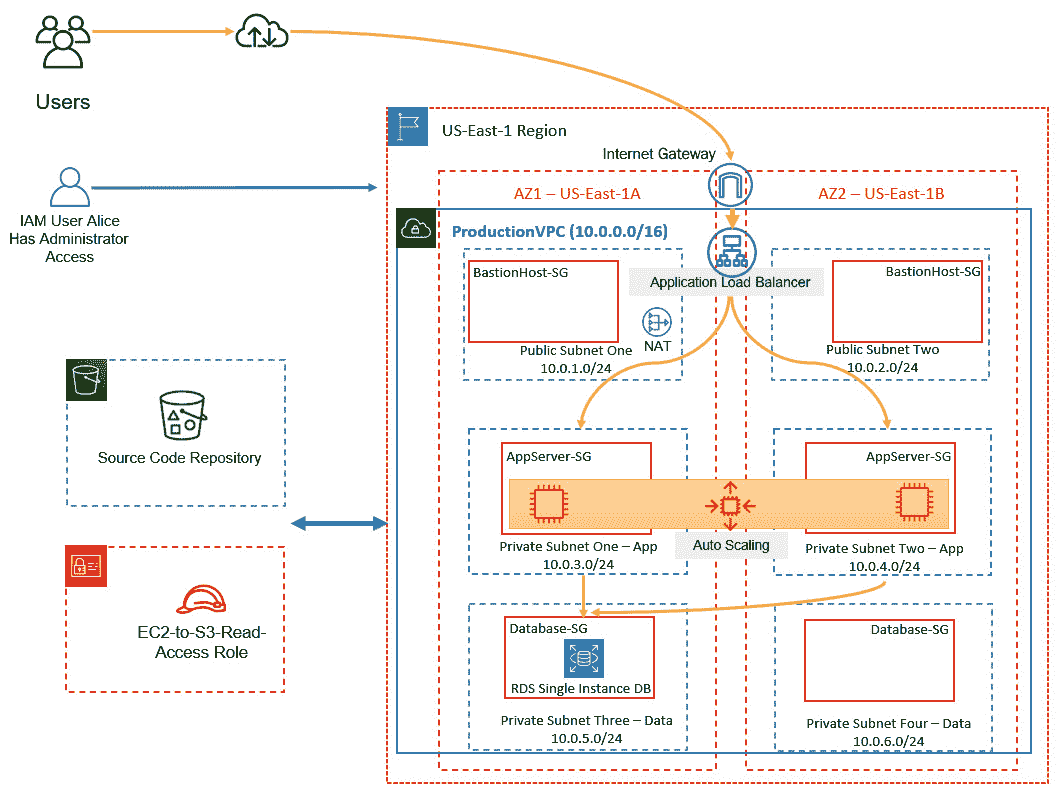 Users
US-East-1 Region
Internet Gateway
AZ1 – US-East-1A
AZ2 – US-East-1B
IAM User Alice
Has Administrator
Access
ProductionVPC (10.0.0.0/16)
BastionHost-SG
BastionHost-SG
Application Load Balancer
NAT
Public Subnet One
10.0.1.0/24
Public Subnet Two
10.0.2.0/24
Source Code Repository
AppServer-SG
AppServer-SG
Auto Scaling
Private Subnet One – App
10.0.3.0/24
Private Subnet Two – App
10.0.4.0/24
EC2-to-S3-Read-
Access Role
Database-SG
RDS Single Instance DB
Database-SG
Private Subnet Three – Data
10.0.5.0/24
Private Subnet Four – Data
10.0.6.0/24